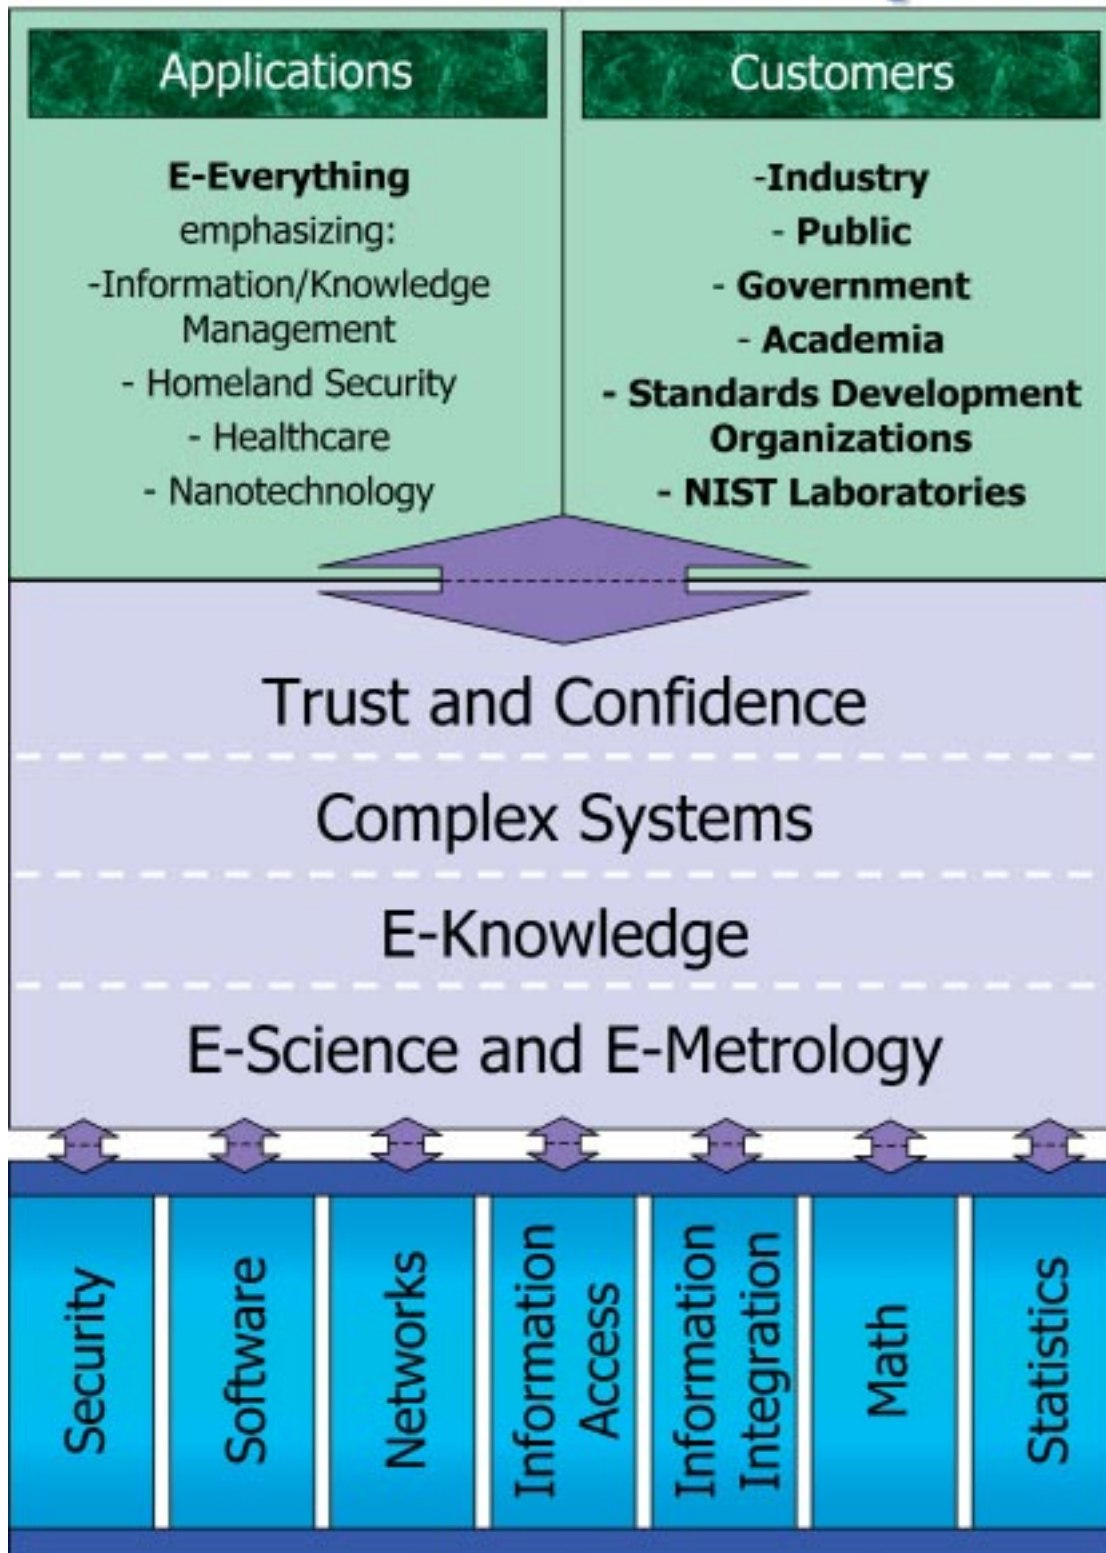 Applications
E-Everything
emphasizing:
-Information/Knowledge
Management
- Homeland Security
- Healthcare
- Nanotechnology
Customers
-Industry
- Public
- Government
- Academia
- Standards Development
Organizations
- NIST Laboratories
Trust and Confidence
Complex Systems
E-Knowledge
E-Science and E-Metrology
Security
Software
Networks
Information
Access
Information
Integration
Math
Statistics